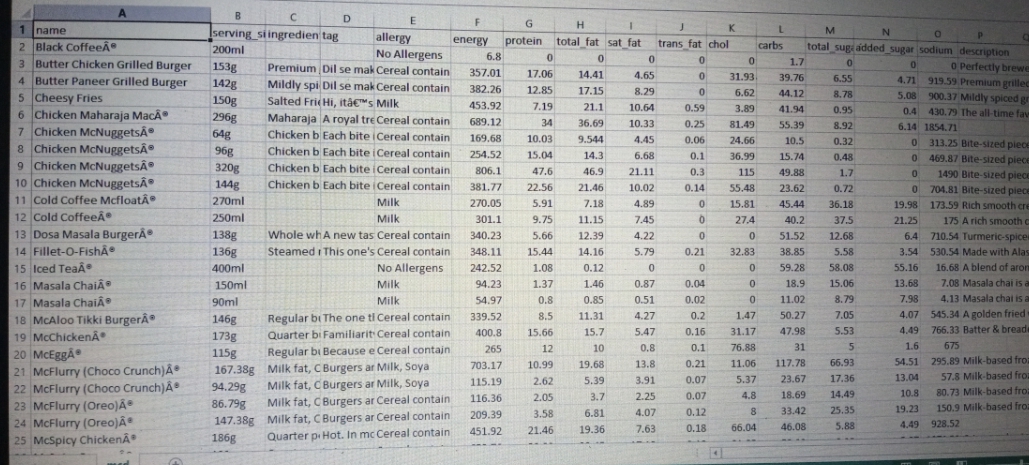 A B C D E F G H I J K L M N O P
1 name serving_si ingredien tag allergy energy protein total_fat sat_fat trans_fat chol carbs total_suga added_sugar sodium description
2 Black CoffeeÂ® 200ml No Allergens 6.8 0 0 0 0 0 1.7 0 0 0 Perfectly brewe
3 Butter Chicken Grilled Burger 153g Premium Dil se mak Cereal contain 357.01 17.06 14.41 4.65 0 31.93 39.76 6.55 4.71 919.59 Premium grilled
4 Butter Paneer Grilled Burger 142g Mildly spi Dil se mak Cereal contain 382.26 12.85 17.15 8.29 0 6.62 44.12 8.78 5.08 900.37 Mildly spiced
5 Cheesy Fries 150g Salted Frie Hi, itâ€™s Milk 453.92 7.19 21.1 10.64 0.59 3.89 41.94 0.95 0.4 430.79 The all-time fav
6 Chicken Maharaja MacÂ® 296g Maharaja A royal tre Cereal contain 689.12 34 36.69 10.33 0.25 81.49 55.39 8.92 6.14 1854.71
7 Chicken McNuggetsÂ® 64g Chicken b Each bite i Cereal contain 169.68 10.03 9.544 4.45 0.06 24.66 10.5 0.32 0 313.25 Bite-sized piece
8 Chicken McNuggetsÂ® 96g Chicken b Each bite i Cereal contain 254.52 15.04 14.3 6.68 0.1 36.99 15.74 0.48 0 469.87 Bite-sized piece
9 Chicken McNuggetsÂ® 320g Chicken b Each bite i Cereal contain 806.1 47.6 46.9 21.11 0.3 115 49.88 1.7 0 1490 Bite-sized piece
10 Chicken McNuggetsÂ® 144g Chicken b Each bite i Cereal contain 381.77 22.56 21.46 10.02 0.14 55.48 23.62 0.72 0 704.81 Bite-sized piece
11 Cold Coffee McfloatÂ® 270ml Milk 270.05 5.91 7.18 4.89 0 15.81 45.44 36.18 19.98 173.59 Rich smooth cre
12 Cold CoffeeÂ® 250ml Milk 301.1 9.75 11.15 7.45 0 27.4 40.2 37.5 21.25 175 A rich smooth c
13 Dosa Masala BurgerÂ® 138g Whole wh A new tas Cereal contain 340.23 5.66 12.39 4.22 0 0 51.52 12.68 6.4 710.54 Turmeric-spice
14 Fillet-O-FishÂ® 136g Steamed r This one's Cereal contain 348.11 15.44 14.16 5.79 0.21 32.83 38.85 5.58 3.54 530.54 Made with Alas
15 Iced TeaÂ® 400ml No Allergens 242.52 1.08 0.12 0 0 0 59.28 58.08 55.16 16.68 A blend of aron
16 Masala ChaiÂ® 150ml Milk 94.23 1.37 1.46 0.87 0.04 0 18.9 15.06 13.68 7.08 Masala chai is a
17 Masala ChaiÂ® 90ml Milk 54.97 0.8 0.85 0.51 0.02 0 11.02 8.79 7.98 4.13 Masala chai is a
18 McAloo Tikki BurgerÂ® 146g Regular bu The one tl Cereal contain 339.52 8.5 11.31 4.27 0.2 1.47 50.27 7.05 4.07 545.34 A golden fried
19 McChickenÂ® 173g Quarter bu Familiarit Cereal contain 400.8 15.66 15.7 5.47 0.16 31.17 47.98 5.53 4.49 766.33 Batter & breade
20 McEggÂ® 115g Regular bu Because e Cereal contain 265 12 10 0.8 0.1 76.88 31 5 1.6 675
21 McFlurry (Choco Crunch)Â® 167.38g Milk fat, C Burgers ar Milk, Soya 703.17 10.99 19.68 13.8 0.21 11.06 117.78 66.93 54.51 295.89 Milk-based froz
22 McFlurry (Choco Crunch)Â® 94.29g Milk fat, C Burgers ar Milk, Soya 115.19 2.62 5.39 3.91 0.07 5.37 23.67 17.36 13.04 57.8 Milk-based froz
23 McFlurry (Oreo)Â® 86.79g Milk fat, C Burgers ar Cereal contain 116.36 2.05 3.7 2.25 0.07 4.8 18.69 14.49 10.8 80.73 Milk-based froz
24 McFlurry (Oreo)Â® 147.38g Milk fat, C Burgers ar Cereal contain 209.39 3.58 6.81 4.07 0.12 8 33.42 25.35 19.23 150.9 Milk-based froz
25 McSpicy ChickenÂ® 186g Quarter pi Hot. In mc Cereal contain 451.92 21.46 19.36 7.63 0.18 66.04 46.08 5.88 4.49 928.52